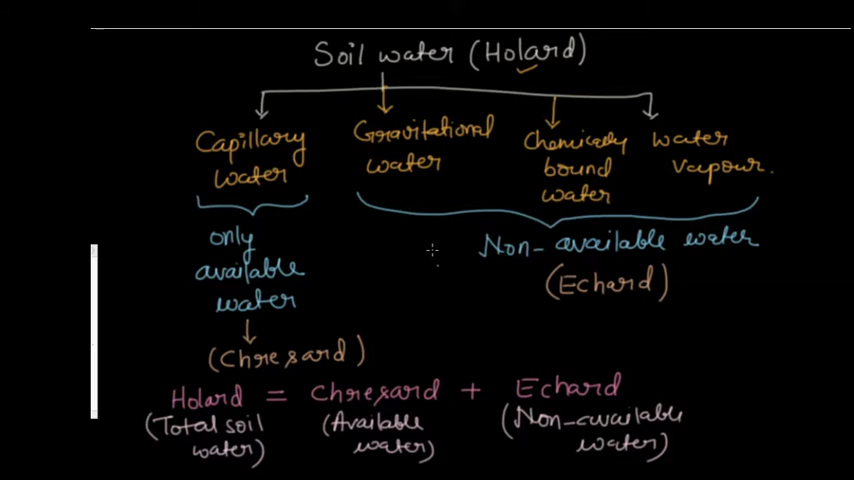 Soil water (Holard)
Capillary water
Gravitational water
Chemically bound water
water vapour.
only available water
Non-available water
(Echard)
(Chresard)
Holard = Chresard + Echard
(Total soil water)
(Available water)
(Non-available water)